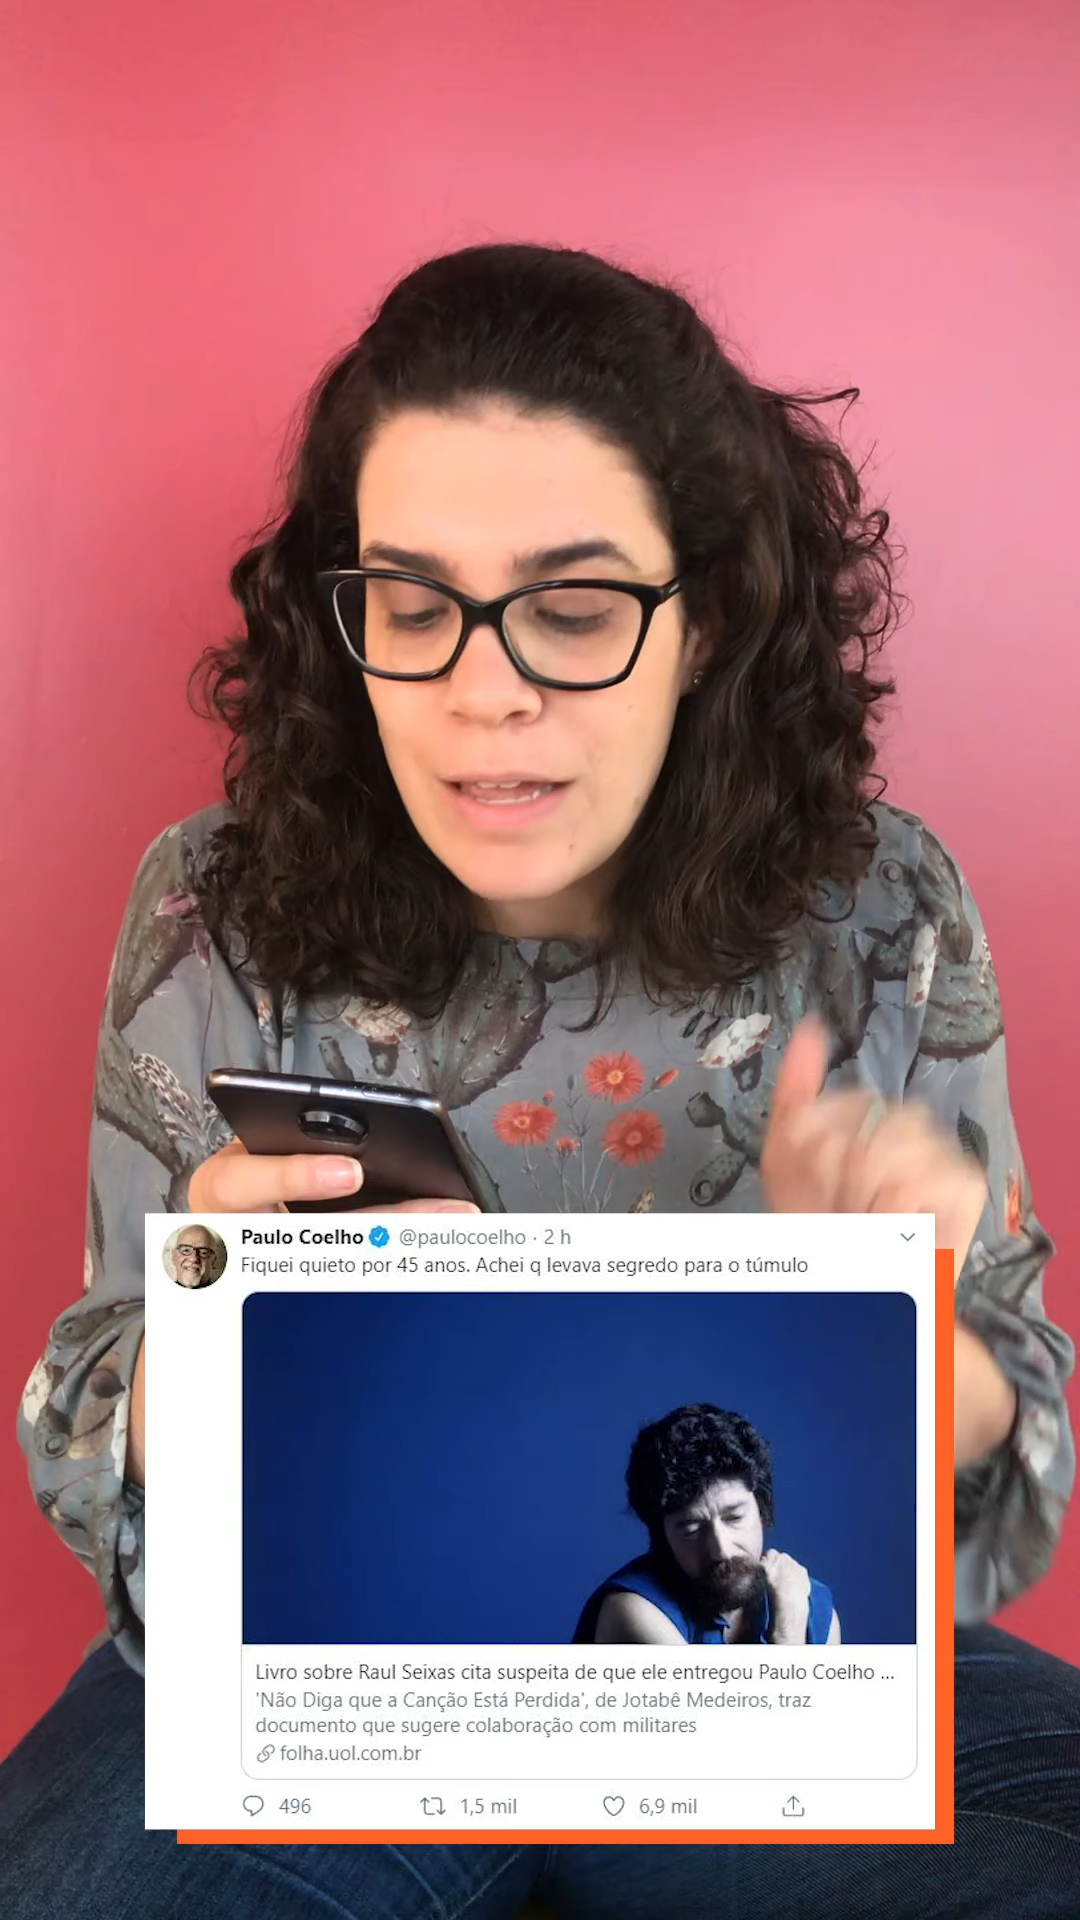 Paulo Coelho @paulocoelho · 2 h
Fiquei quieto por 45 anos. Achei q levava segredo para o túmulo
Livro sobre Raul Seixas cita suspeita de que ele entregou Paulo Coelho ...
'Não Diga que a Canção Está Perdida', de Jotabê Medeiros, traz
documento que sugere colaboração com militares
folha.uol.com.br
496 1,5 mil 6,9 mil